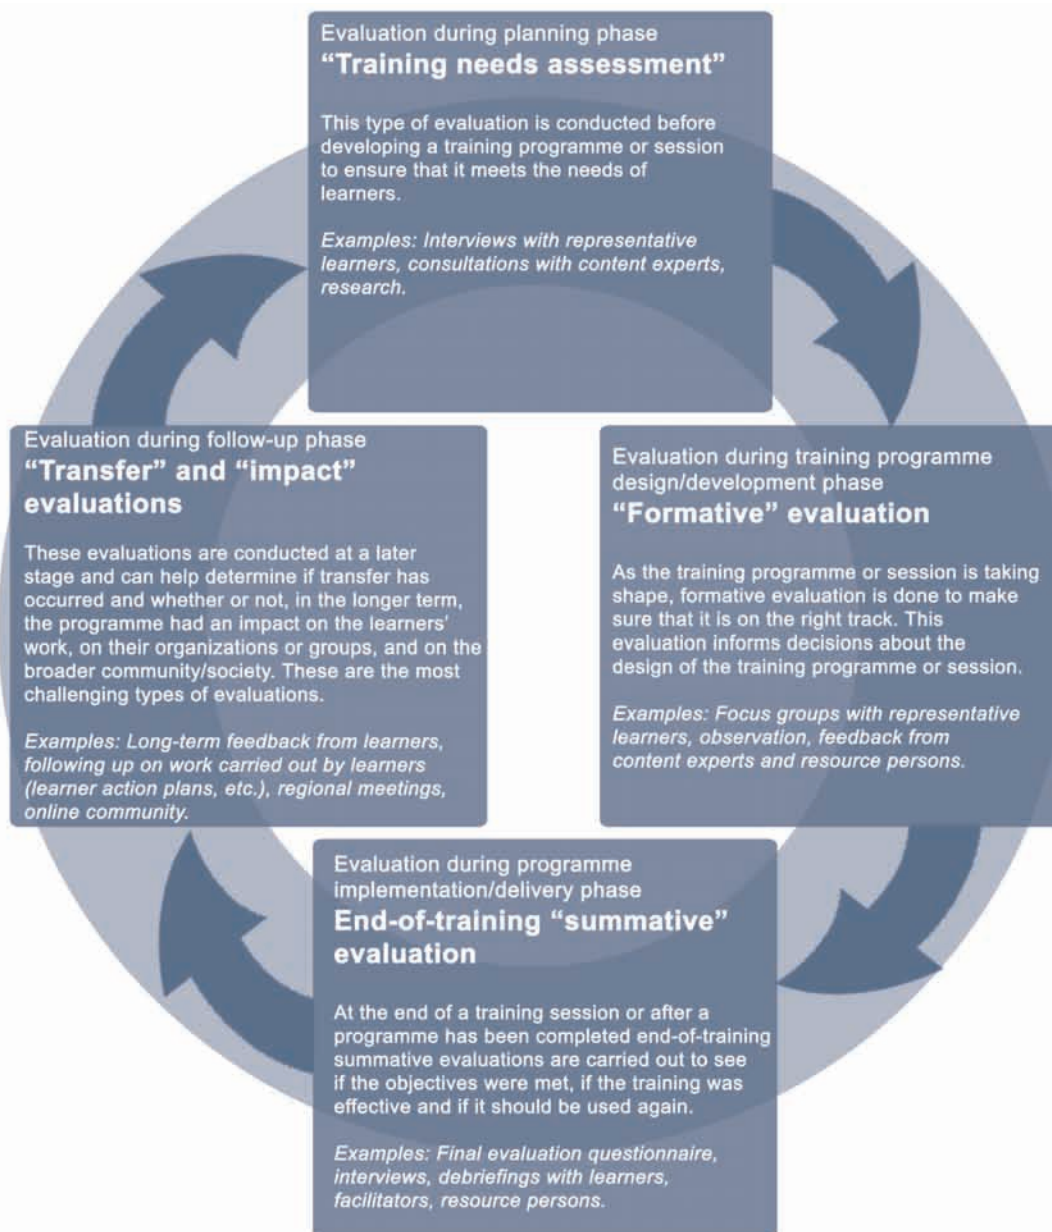 Evaluation during planning phase
“Training needs assessment”
This type of evaluation is conducted before
developing a training programme or session
to ensure that it meets the needs of
learners.
Examples: Interviews with representative
learners, consultations with content experts,
research.
Evaluation during training programme
design/development phase
“Formative” evaluation
As the training programme or session is taking
shape, formative evaluation is done to make
sure that it is on the right track. This
evaluation informs decisions about the
design of the training programme or session.
Examples: Focus groups with representative
learners, observation, feedback from
content experts and resource persons.
Evaluation during programme
implementation/delivery phase
End-of-training “summative”
evaluation
At the end of a training session or after a
programme has been completed end-of-training
summative evaluations are carried out to see
if the objectives were met, if the training was
effective and if it should be used again.
Examples: Final evaluation questionnaire,
interviews, debriefings with learners,
facilitators, resource persons.
Evaluation during follow-up phase
“Transfer” and “impact”
evaluations
These evaluations are conducted at a later
stage and can help determine if transfer has
occurred and whether or not, in the longer term,
the programme had an impact on the learners’
work, on their organizations or groups, and on the
broader community/society. These are the most
challenging types of evaluations.
Examples: Long-term feedback from learners,
following up on work carried out by learners
(learner action plans, etc.), regional meetings,
online community.